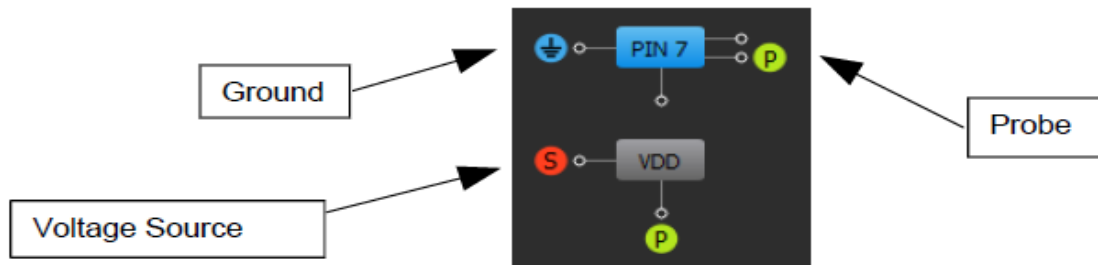 PIN 7
P
Ground
Probe
S
VDD
Voltage Source
P